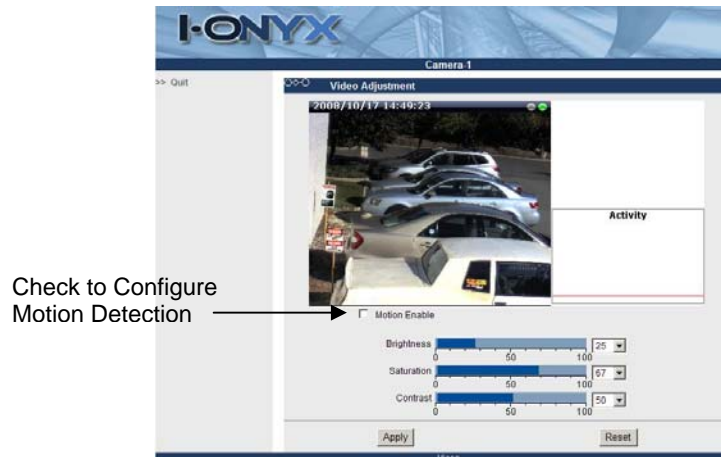 I-ONYX
Camera-1
>> Quit
Video Adjustment
2008/10/17 14:49:23
Activity
Check to Configure
Motion Detection
Motion Enable
Brightness
25
0 50 100
Saturation
67
0 50 100
Contrast
50
0 50 100
Apply Reset